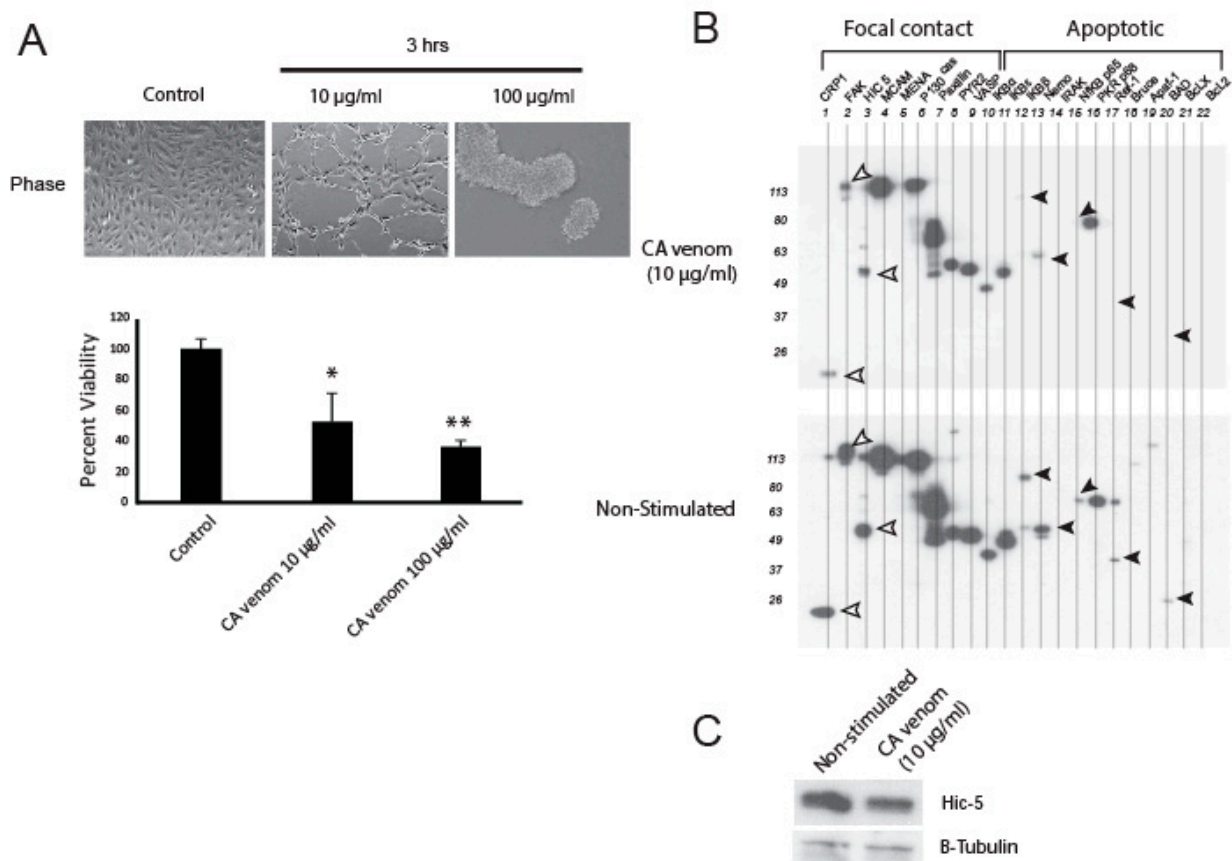 A
3 hrs
Control
10 µg/ml
100 µg/ml
Phase
120
100
80
60
40
20
0
Percent Viability
*
**
Control
CA venom 10 µg/ml
CA venom 100 µg/ml
B
Focal contact
Apoptotic
CRP1
FAK
HIC 5
MCAM
MENA
P130 cas
Paxallin
PYR2
VASP
IKBα
IKBε
IKBβ
Nemo
IRAK
NfKB p65
PKR p68
Ref-1
Bruce
Apaf-1
BAD
BcLX
BcL2
1 2 3 4 5 6 7 8 9 10 11 12 13 14 15 16 17 18 19 20 21 22
CA venom
(10 µg/ml)
113
80
63
49
37
26
Non-Stimulated
113
80
63
49
37
26
C
Non-stimulated
CA venom
(10 µg/ml)
Hic-5
B-Tubulin